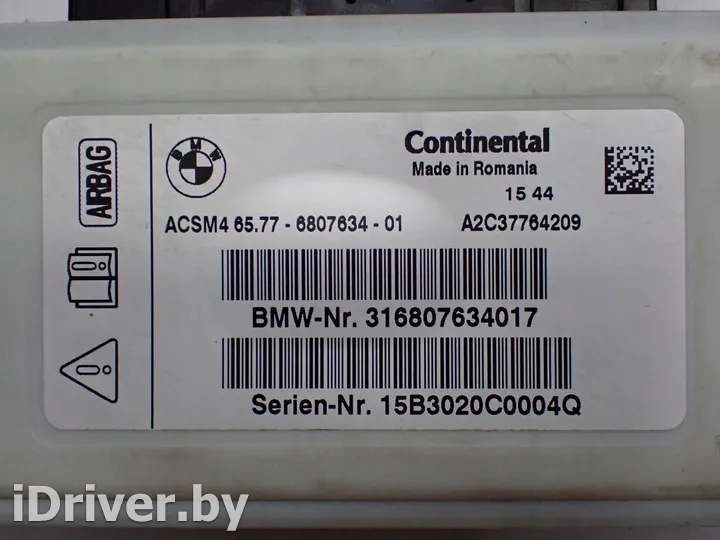 AIRBAG
BMW
Continental
Made in Romania
15 44
ACSM4 65.77 - 6807634 - 01 A2C37764209
BMW-Nr. 316807634017
Serien-Nr. 15B3020C0004Q
iDriver.by